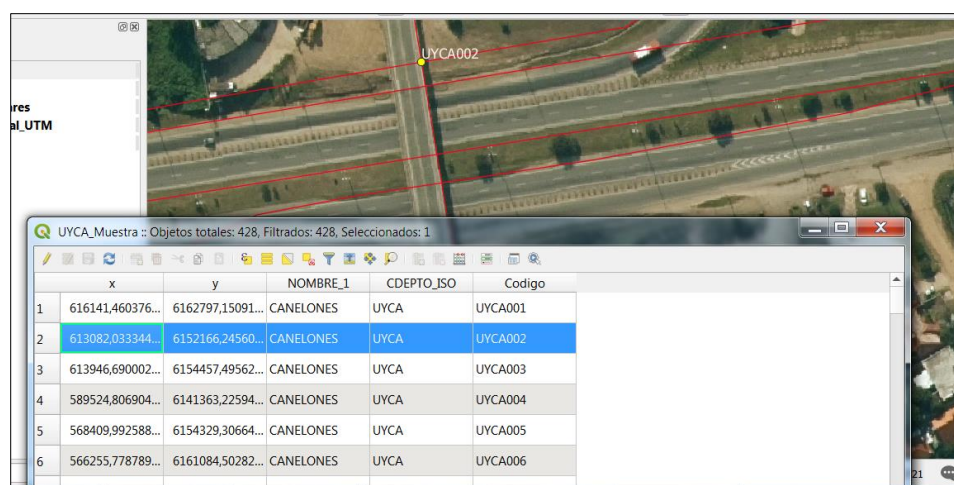 UYCA002
res
al_UTM
UYCA_Muestra :: Objetos totales: 428, Filtrados: 428, Seleccionados: 1
x y NOMBRE_1 CDEPTO_ISO Codigo
1 616141,460376... 6162797,15091... CANELONES UYCA UYCA001
2 613082,033344... 6152166,24560... CANELONES UYCA UYCA002
3 613946,690002... 6154457,49562... CANELONES UYCA UYCA003
4 589524,806904... 6141363,22594... CANELONES UYCA UYCA004
5 568409,992588... 6154329,30664... CANELONES UYCA UYCA005
6 566255,778789... 6161084,50282... CANELONES UYCA UYCA006
21